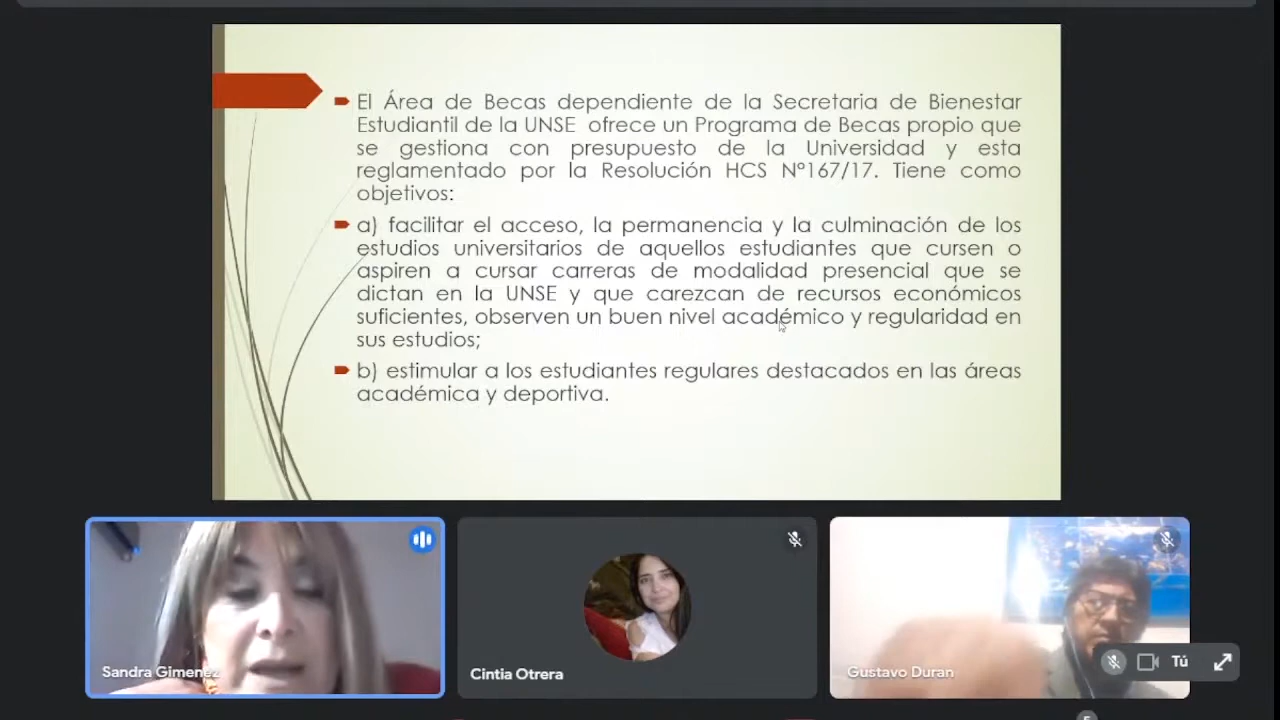 El Área de Becas dependiente de la Secretaria de Bienestar
Estudiantil de la UNSE ofrece un Programa de Becas propio que
se gestiona con presupuesto de la Universidad y esta
reglamentado por la Resolución HCS N°167/17. Tiene como
objetivos:
a) facilitar el acceso, la permanencia y la culminación de los
estudios universitarios de aquellos estudiantes que cursen o
aspiren a cursar carreras de modalidad presencial que se
dictan en la UNSE y que carezcan de recursos económicos
suficientes, observen un buen nivel académico y regularidad en
sus estudios;
b) estimular a los estudiantes regulares destacados en las áreas
académica y deportiva.
Sandra Gimenez
Cintia Otrera
Gustavo Duran
Tú